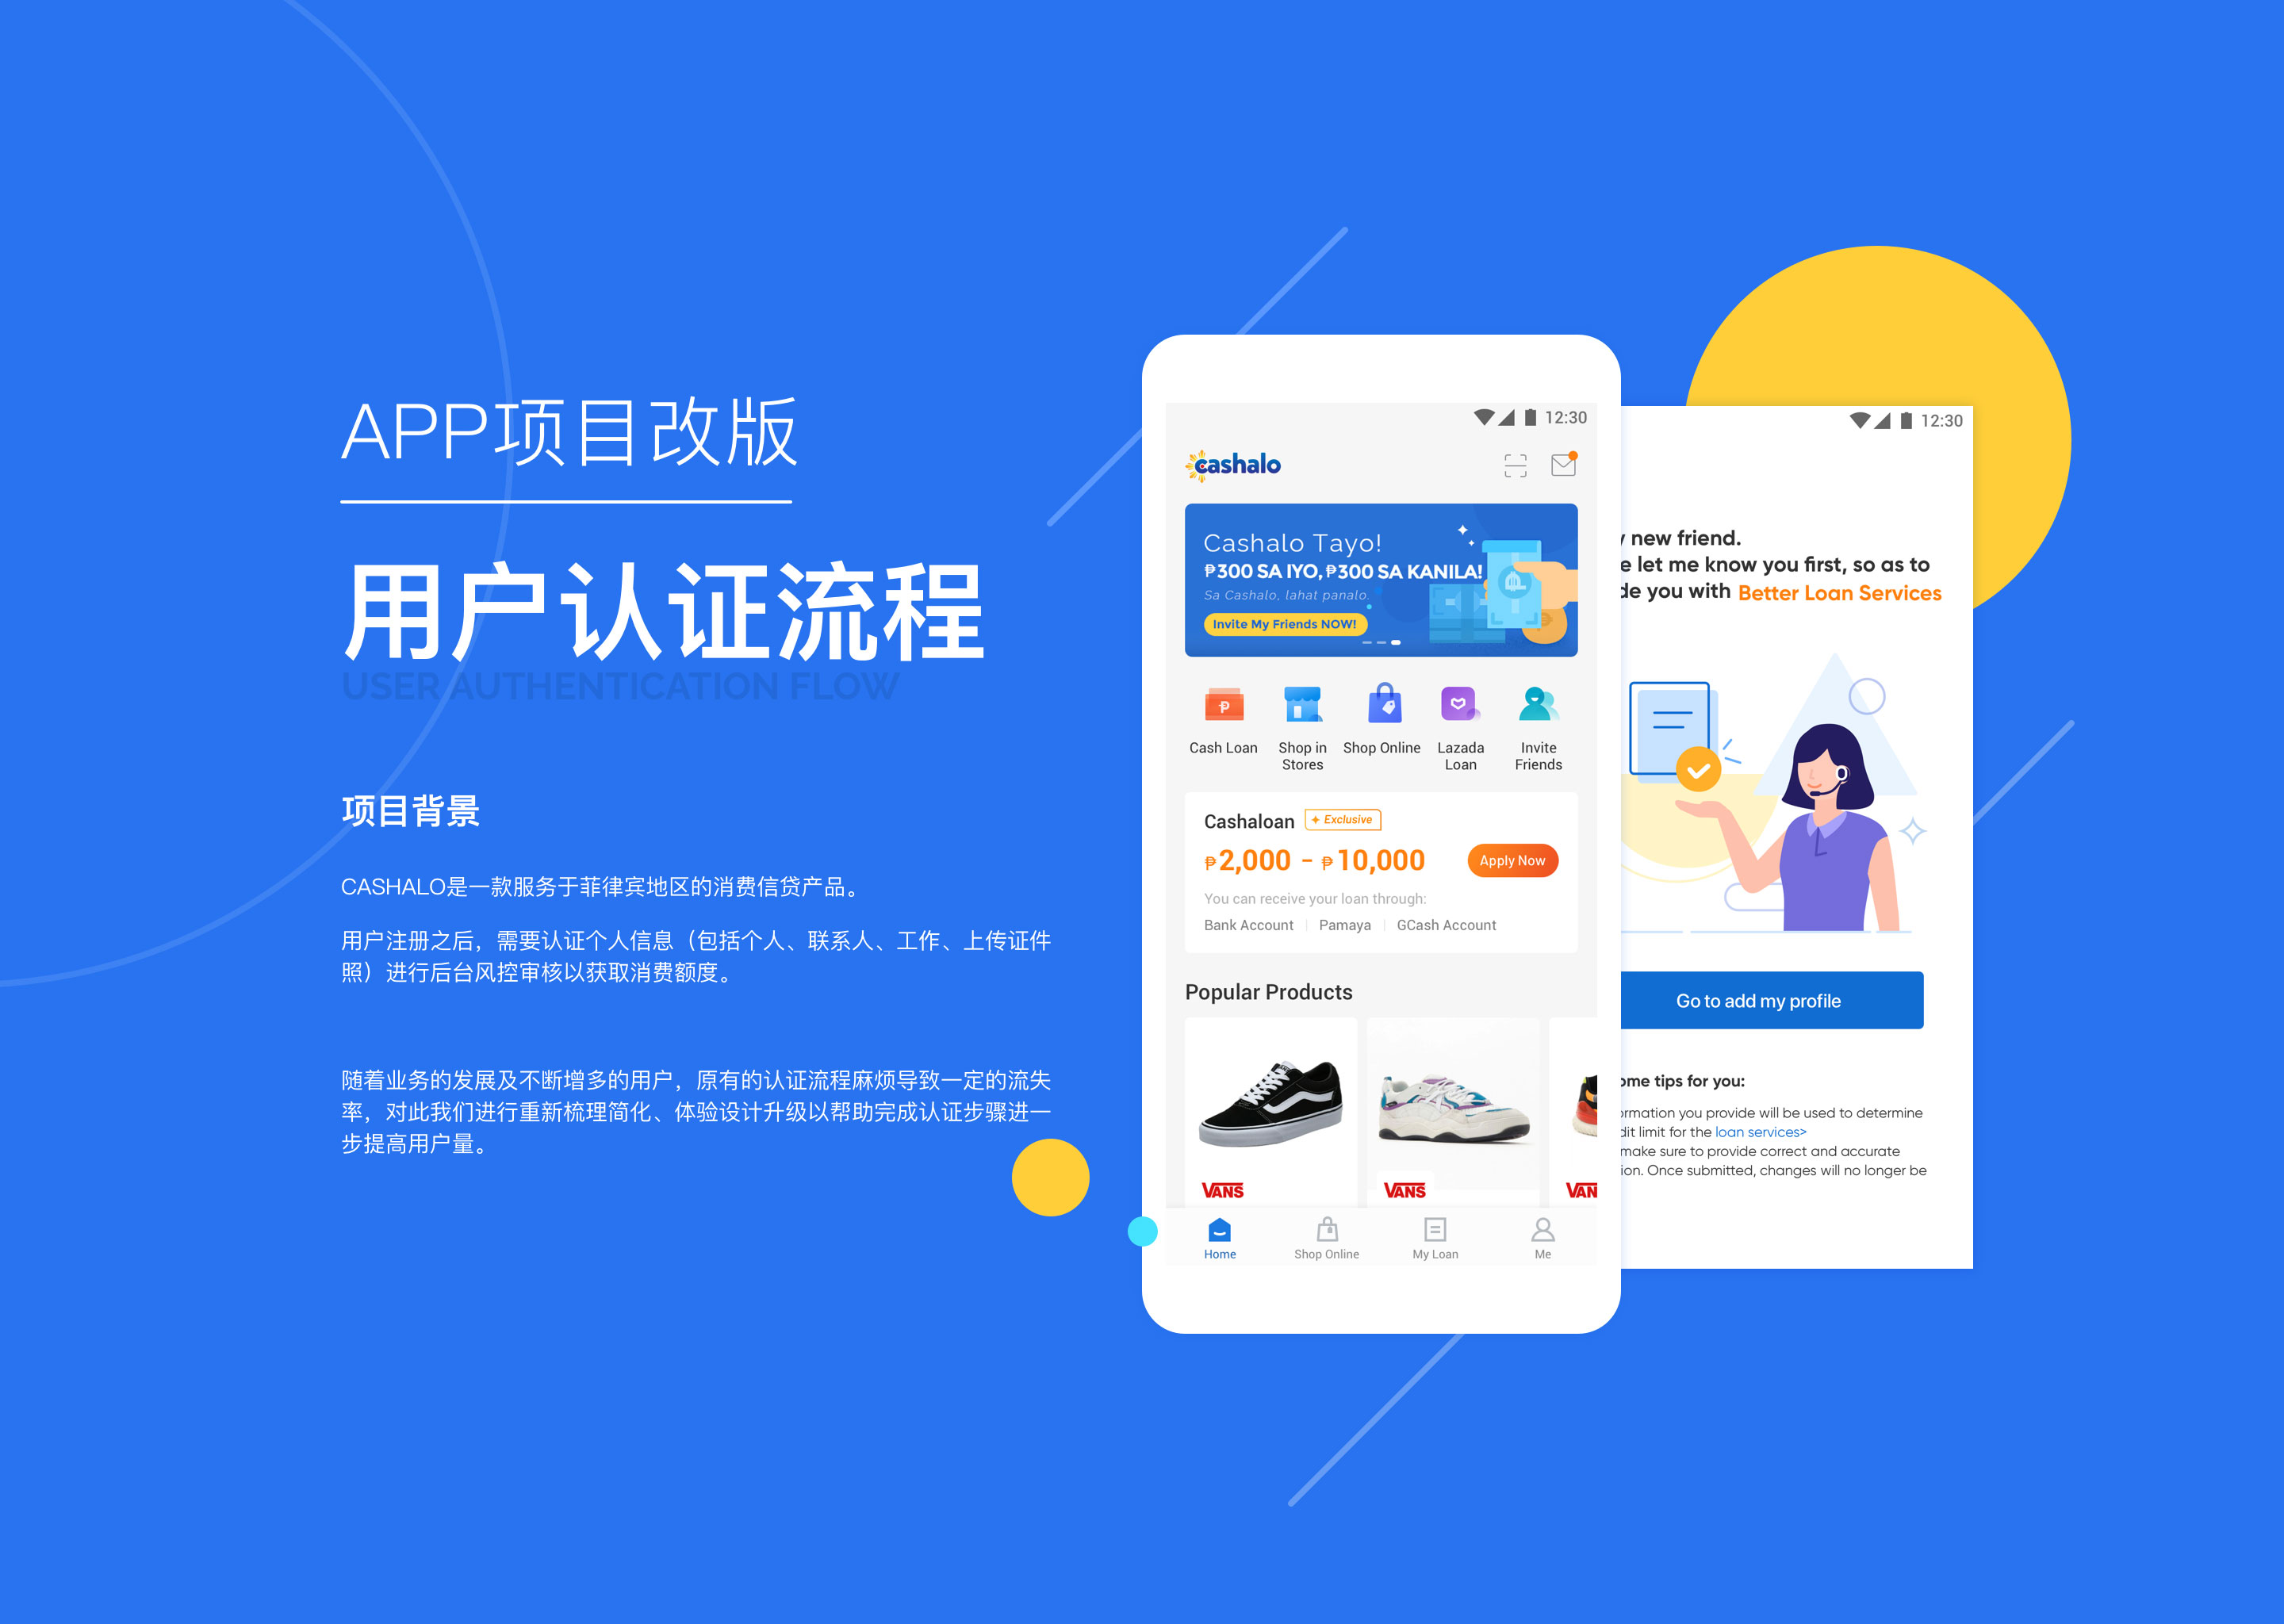 APP项目改版
用户认证流程
USER AUTHENTICATION FLOW
项目背景
CASHALO是一款服务于菲律宾地区的消费信贷产品。
用户注册之后，需要认证个人信息（包括个人、联系人、工作、上传证件
照）进行后台风控审核以获取消费额度。
随着业务的发展及不断增多的用户，原有的认证流程麻烦导致一定的流失
率，对此我们进行重新梳理简化、体验设计升级以帮助完成认证步骤进一
步提高用户量。
12:30
cashalo
Cashalo Tayo!
₱300 SA IYO, ₱300 SA KANILA!
Sa Cashalo, lahat panalo.
Invite My Friends NOW!
Cash Loan
Shop in
Stores
Shop Online
Lazada
Loan
Invite
Friends
Cashaloan
Exclusive
₱2,000 - ₱10,000
Apply Now
You can receive your loan through:
Bank Account | Pamaya | GCash Account
Popular Products
VANS
VANS
VAN
Home
Shop Online
My Loan
Me
12:30
new friend.
let me know you first, so as to
you with Better Loan Services
Go to add my profile
tips for you:
you provide will be used to determine
limit for the loan services>
make sure to provide correct and accurate
Once submitted, changes will no longer be